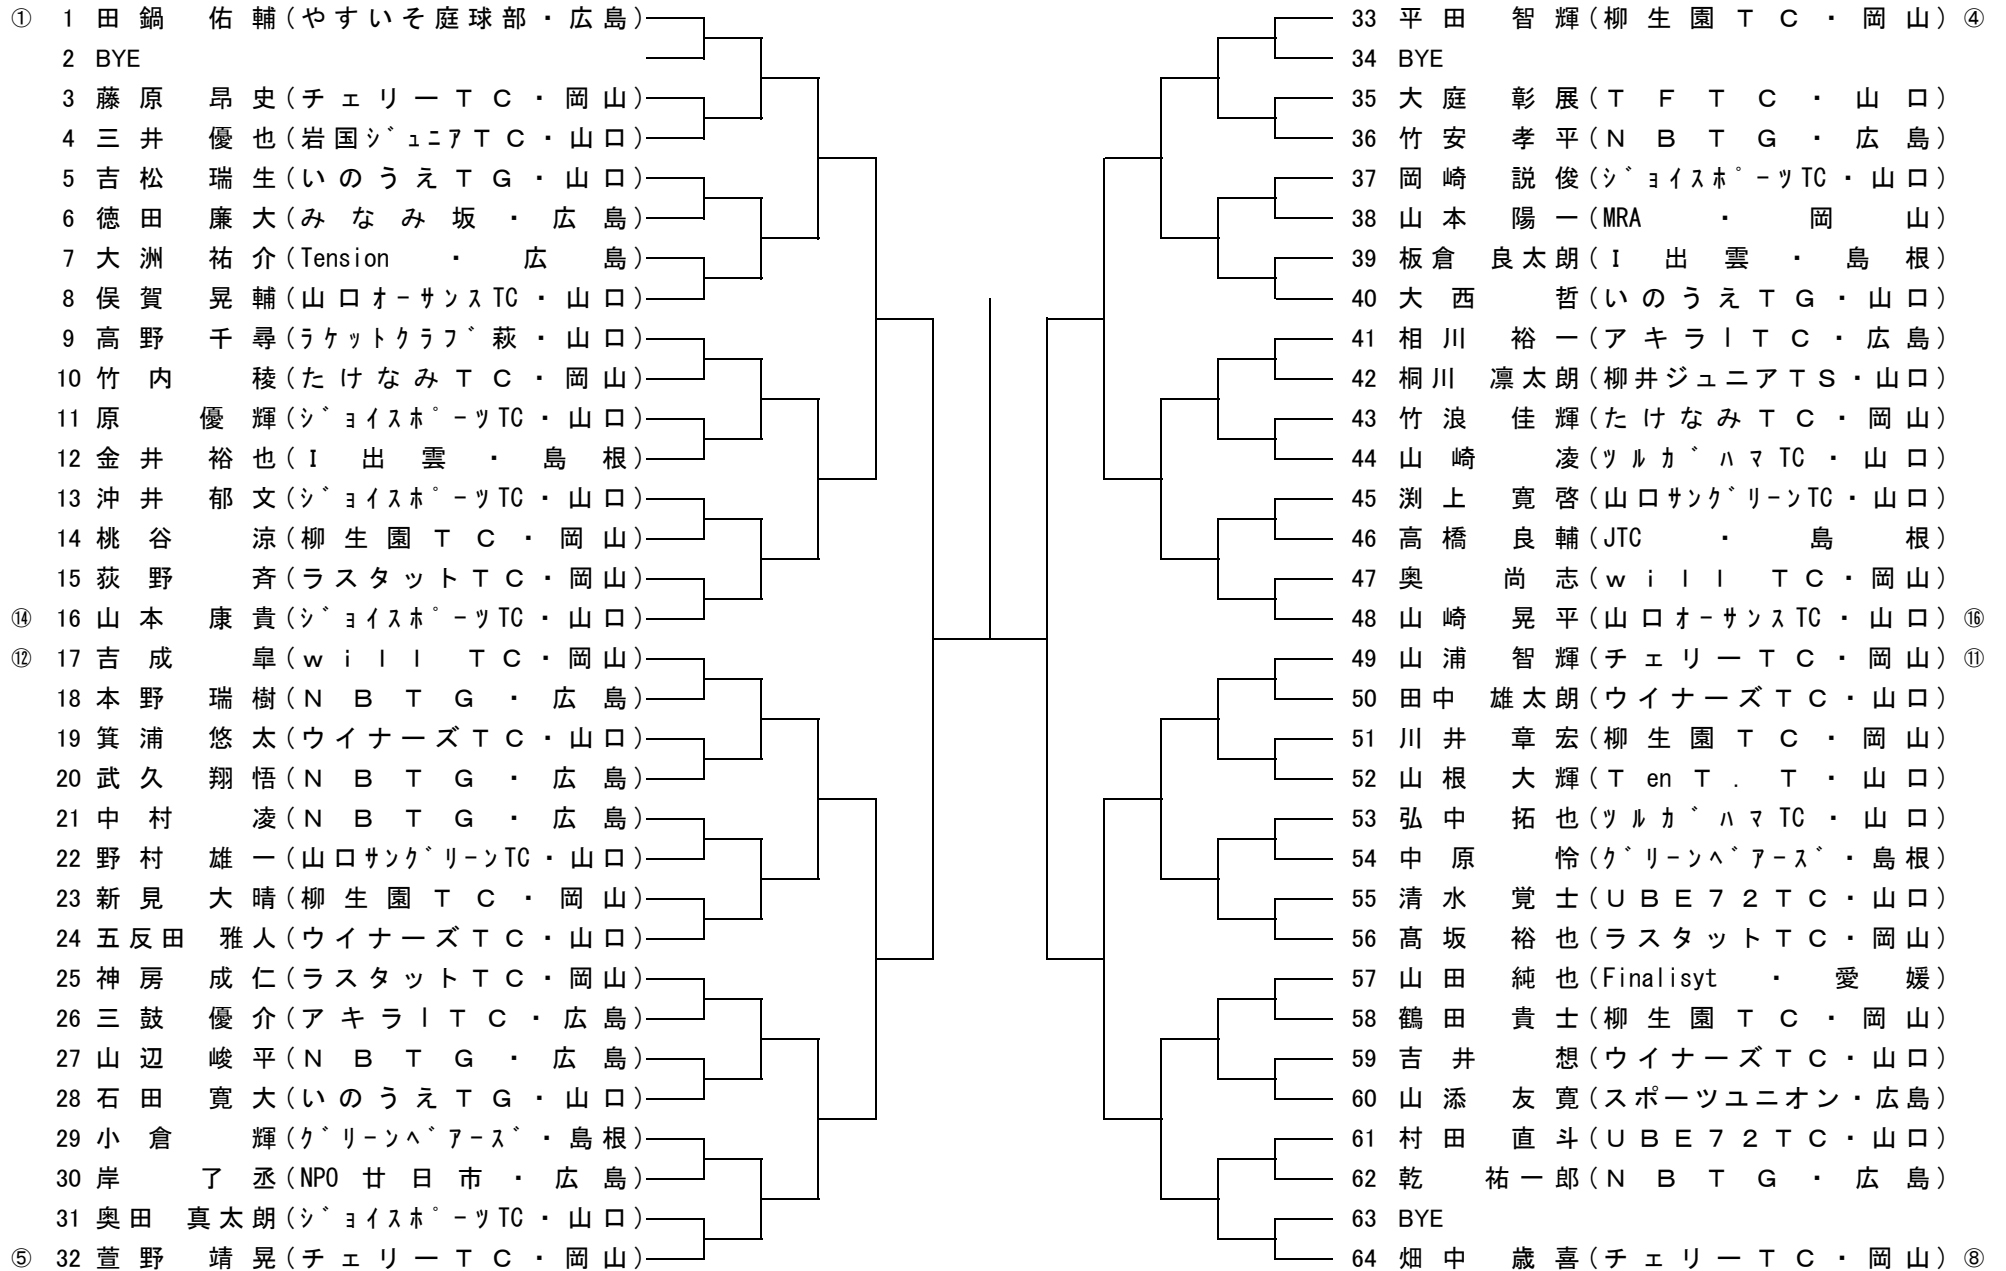 ① 1 田鍋 佑輔(やすいそ庭球部・広島)
2 BYE
3 藤原 昂史(チェリーTC・岡山)
4 三井 優也(岩国ジュニアTC・山口)
5 吉松 瑞生(いのうえTG・山口)
6 徳田 廉大(みなみ坂・広島)
7 大洲 祐介(Tension・広島)
8 俣賀 晃輔(山口オーサンスTC・山口)
9 高野 千尋(ラケットクラブ萩・山口)
10 竹内 稜(たけなみTC・岡山)
11 原 優輝(ジョイスポーツTC・山口)
12 金井 裕也(I出雲・島根)
13 沖井 郁文(ジョイスポーツTC・山口)
14 桃谷 涼(柳生園TC・岡山)
15 荻野 斉(ラスタットTC・岡山)
⑭ 16 山本 康貴(ジョイスポーツTC・山口)
⑫ 17 吉成 皐(will TC・岡山)
18 本野 瑞樹(NBTG・広島)
19 箕浦 悠太(ウイナーズTC・山口)
20 武久 翔悟(NBTG・広島)
21 中村 凌(NBTG・広島)
22 野村 雄一(山口サングリーンTC・山口)
23 新見 大晴(柳生園TC・岡山)
24 五反田 雅人(ウイナーズTC・山口)
25 神房 成仁(ラスタットTC・岡山)
26 三鼓 優介(アキラITC・広島)
27 山辺 峻平(NBTG・広島)
28 石田 寛大(いのうえTG・山口)
29 小倉 輝(グリーンベアーズ・島根)
30 岸 了丞(NPO廿日市・広島)
31 奥田 真太朗(ジョイスポーツTC・山口)
⑤ 32 萱野 靖晃(チェリーTC・岡山)
33 平田 智輝(柳生園TC・岡山) ④
34 BYE
35 大庭 彰展(TFTC・山口)
36 竹安 孝平(NBTG・広島)
37 岡崎 説俊(ジョイスポーツTC・山口)
38 山本 陽一(MRA・岡山)
39 板倉 良太朗(I出雲・島根)
40 大西 哲(いのうえTG・山口)
41 相川 裕一(アキラITC・広島)
42 桐川 凛太朗(柳井ジュニアTS・山口)
43 竹浪 佳輝(たけなみTC・岡山)
44 山崎 凌(ツルガハマTC・山口)
45 渕上 寛啓(山口サングリーンTC・山口)
46 高橋 良輔(JTC・島根)
47 奥 尚志(will TC・岡山)
48 山崎 晃平(山口オーサンスTC・山口) ⑯
49 山浦 智輝(チェリーTC・岡山) ⑪
50 田中 雄太朗(ウイナーズTC・山口)
51 川井 章宏(柳生園TC・岡山)
52 山根 大輝(TenT.T・山口)
53 弘中 拓也(ツルガハマTC・山口)
54 中原 怜(グリーンベアーズ・島根)
55 清水 覚士(UBE72TC・山口)
56 髙坂 裕也(ラスタットTC・岡山)
57 山田 純也(Finalisyt・愛媛)
58 鶴田 貴士(柳生園TC・岡山)
59 吉井 想(ウイナーズTC・山口)
60 山添 友寛(スポーツユニオン・広島)
61 村田 直斗(UBE72TC・山口)
62 乾 祐一郎(NBTG・広島)
63 BYE
64 畑中 歳喜(チェリーTC・岡山) ⑧